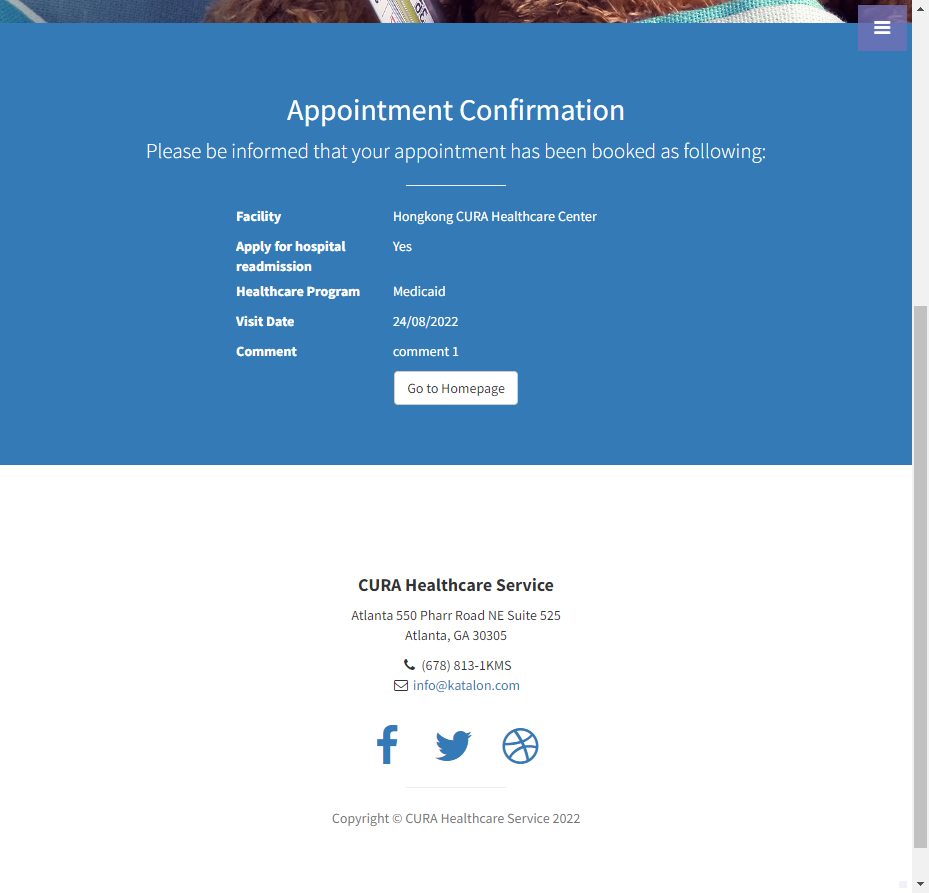 Appointment Confirmation
Please be informed that your appointment has been booked as following:
Facility Hongkong CURA Healthcare Center
Apply for hospital Yes
readmission
Healthcare Program Medicaid
Visit Date 24/08/2022
Comment comment 1
Go to Homepage
CURA Healthcare Service
Atlanta 550 Pharr Road NE Suite 525
Atlanta, GA 30305
(678) 813-1KMS
info@katalon.com
Copyright © CURA Healthcare Service 2022